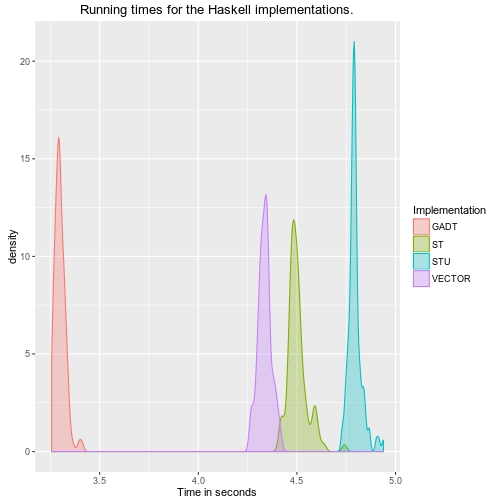 Running times for the Haskell implementations.
density
20
15
10
5
0
3.5 4.0 4.5 5.0
Time in seconds
Implementation
GADT
ST
STU
VECTOR